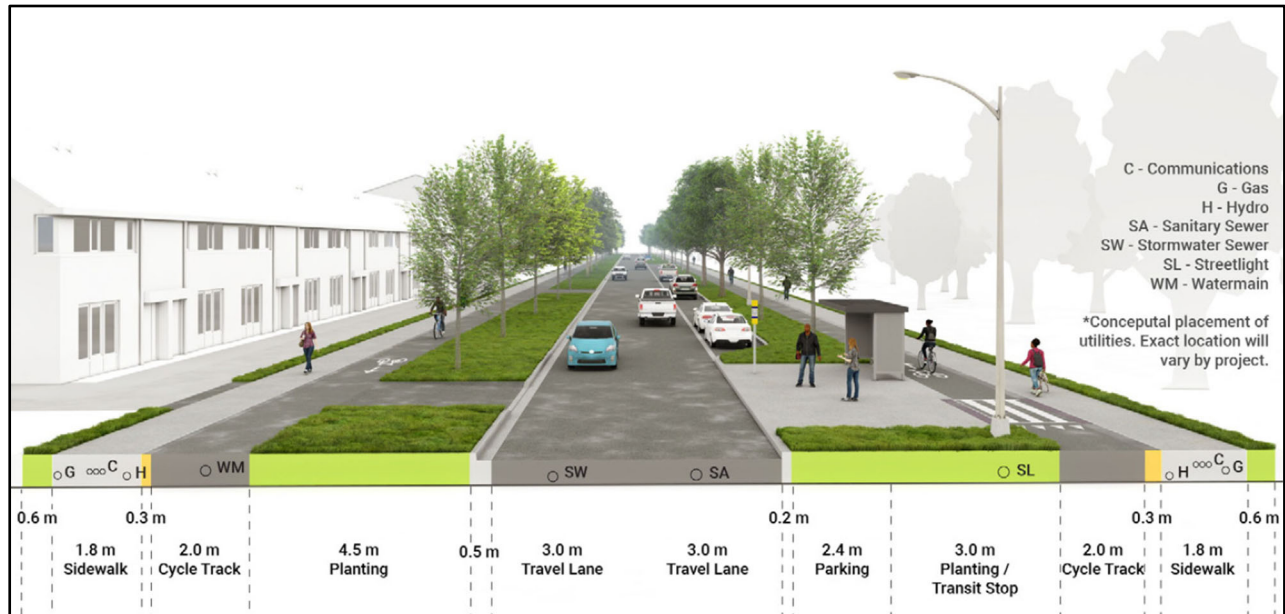 C - Communications
G - Gas
H - Hydro
SA - Sanitary Sewer
SW - Stormwater Sewer
SL - Streetlight
WM - Watermain
*Conceputal placement of
utilities. Exact location will
vary by project.
G C H WM SW SA SL H C G
0.6 m 0.3 m 0.2 m 0.3 m 0.6 m
1.8 m 2.0 m 4.5 m 0.5 m 3.0 m 3.0 m 2.4 m 3.0 m 2.0 m 1.8 m
Sidewalk Cycle Track Planting Travel Lane Travel Lane Parking Planting / Cycle Track Sidewalk
Transit Stop